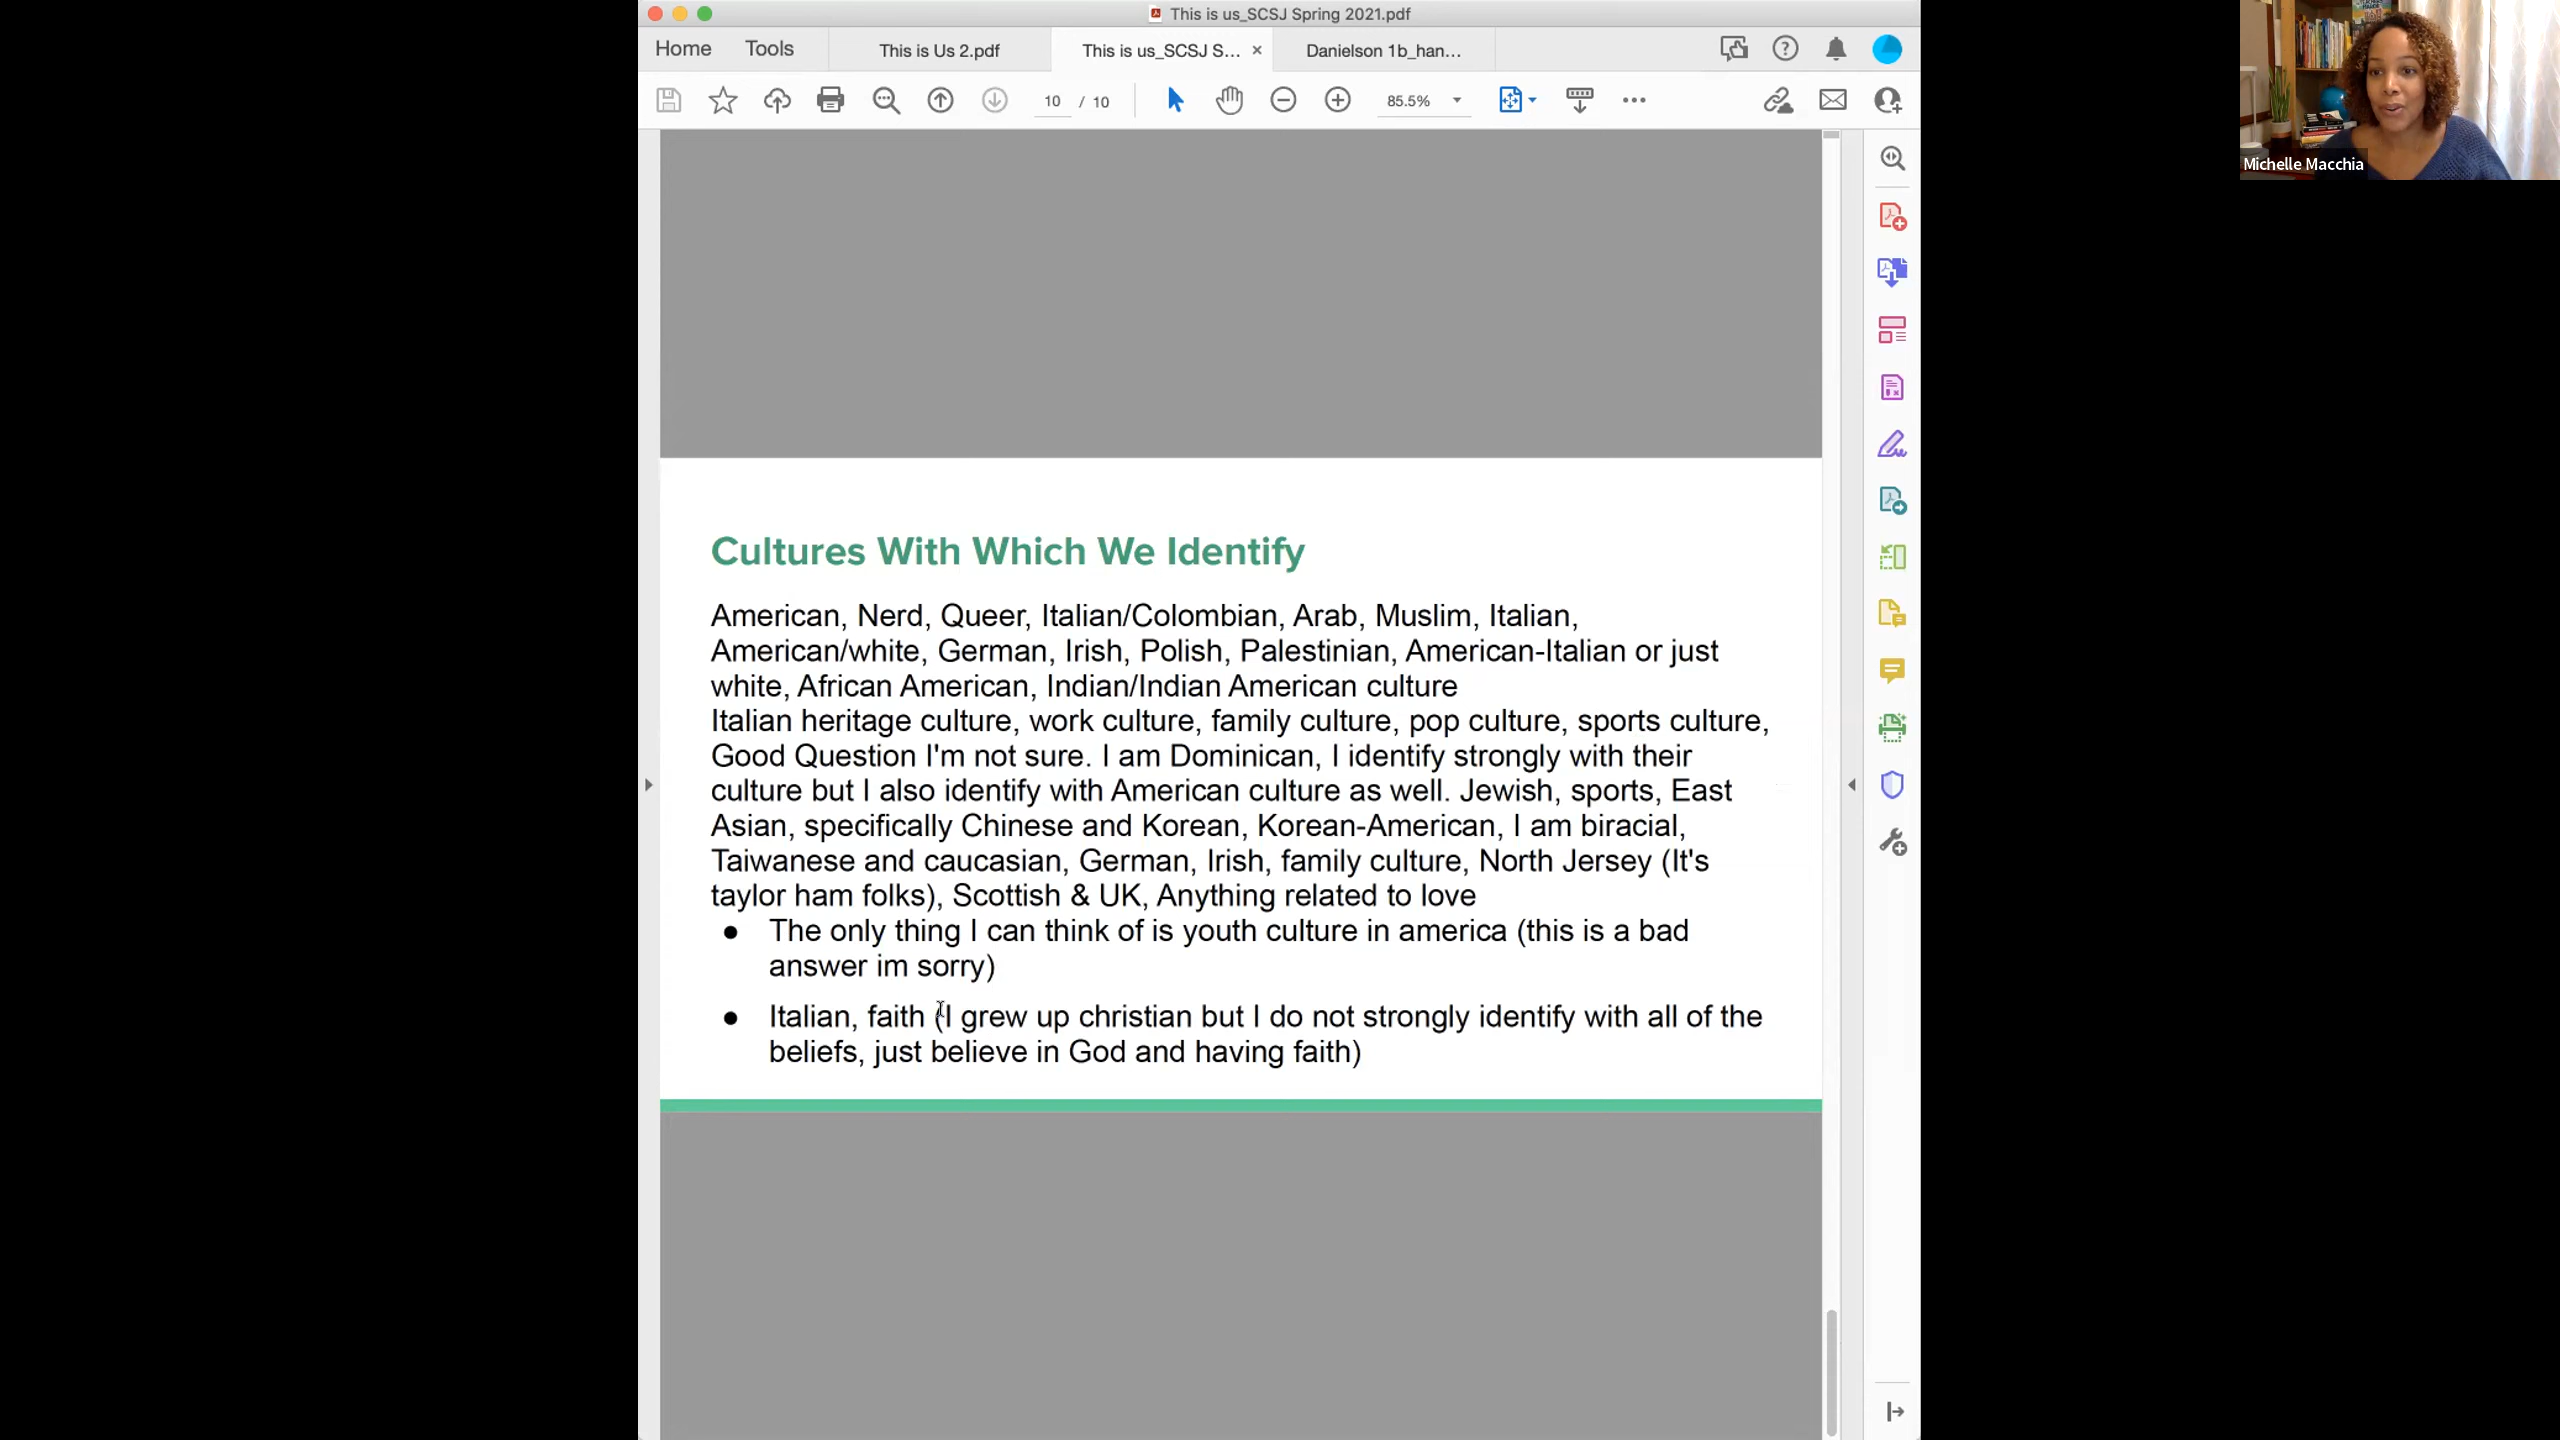 This is us_SCSJ Spring 2021.pdf
Home Tools This is Us 2.pdf This is us_SCSJ S... × Danielson 1b_han...
10 / 10 85.5%
Michelle Macchia
Cultures With Which We Identify
American, Nerd, Queer, Italian/Colombian, Arab, Muslim, Italian,
American/white, German, Irish, Polish, Palestinian, American-Italian or just
white, African American, Indian/Indian American culture
Italian heritage culture, work culture, family culture, pop culture, sports culture,
Good Question I'm not sure. I am Dominican, I identify strongly with their
culture but I also identify with American culture as well. Jewish, sports, East
Asian, specifically Chinese and Korean, Korean-American, I am biracial,
Taiwanese and caucasian, German, Irish, family culture, North Jersey (It's
taylor ham folks), Scottish & UK, Anything related to love
● The only thing I can think of is youth culture in america (this is a bad
answer im sorry)
● Italian, faith (I grew up christian but I do not strongly identify with all of the
beliefs, just believe in God and having faith)